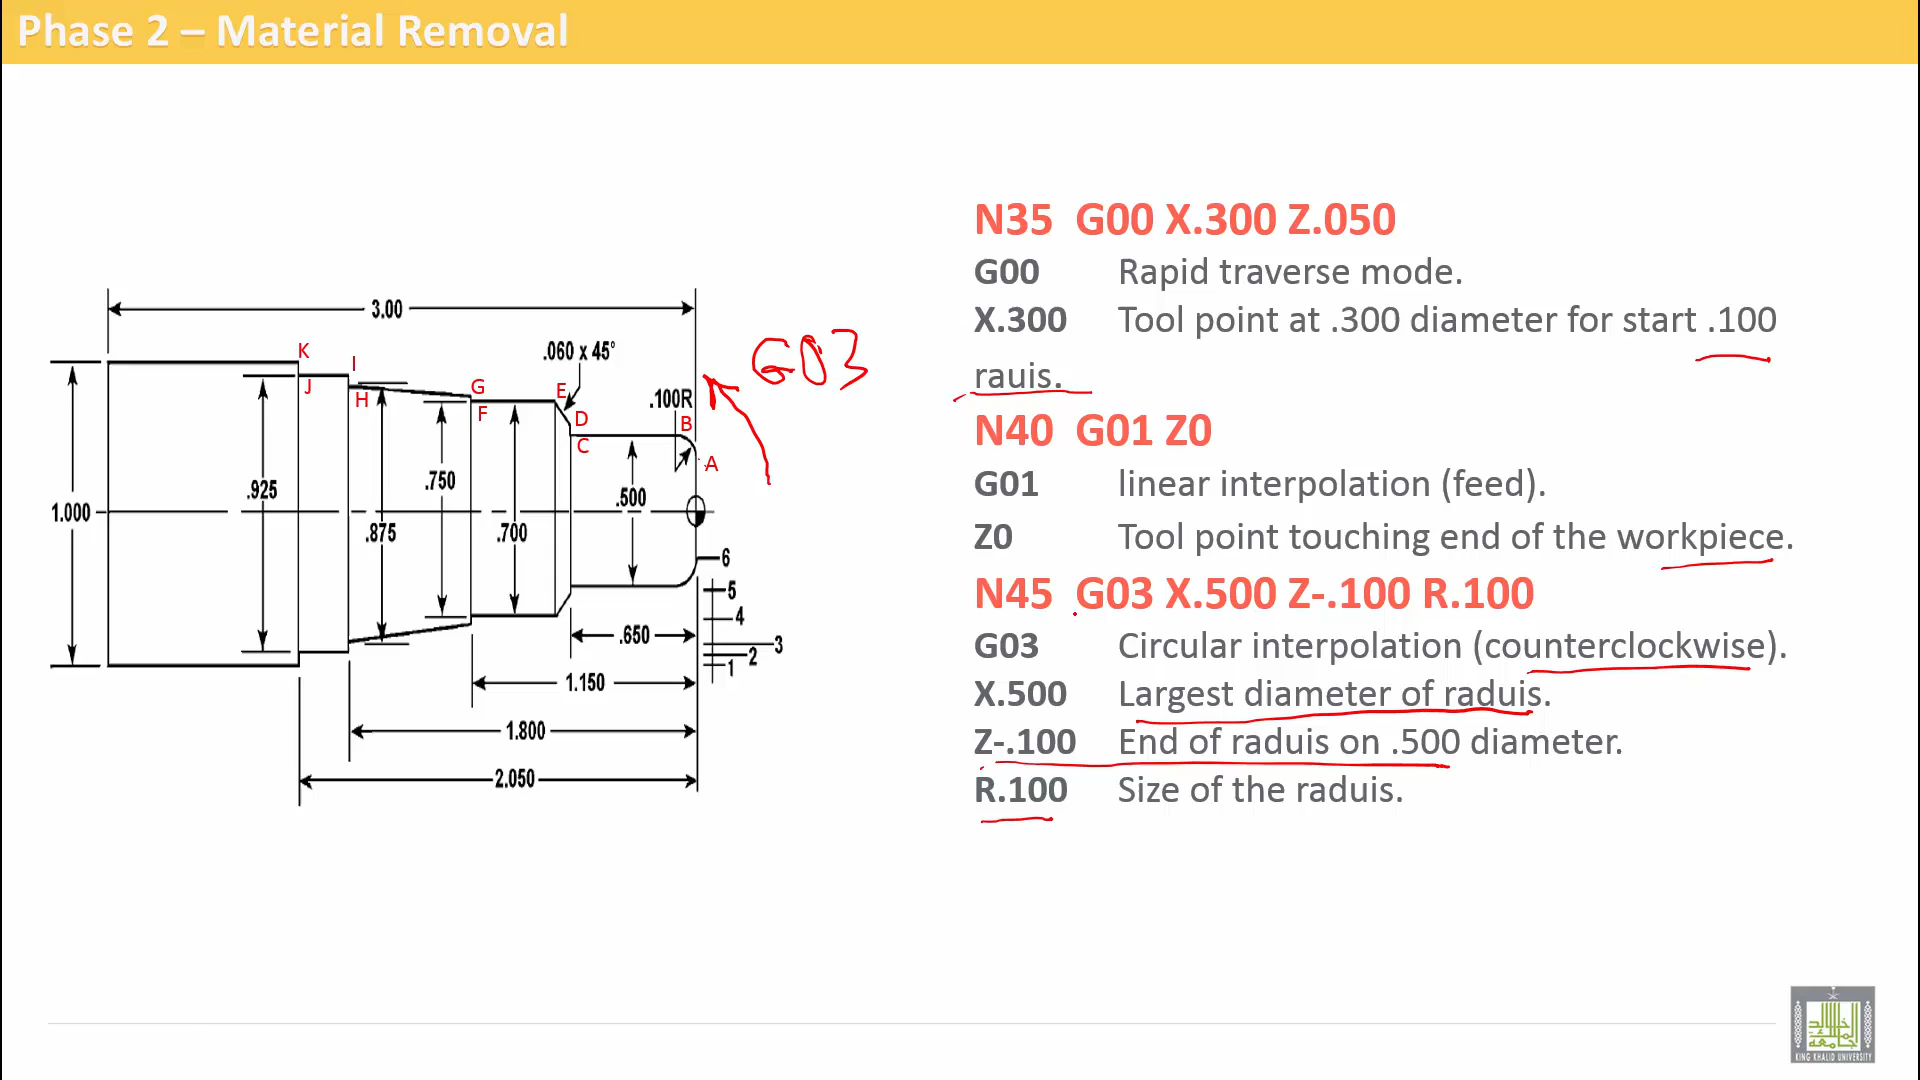 Phase 2 – Material Removal
N35 G00 X.300 Z.050
G00 Rapid traverse mode.
X.300 Tool point at .300 diameter for start .100
rauis.
N40 G01 Z0
G01 linear interpolation (feed).
Z0 Tool point touching end of the workpiece.
N45 G03 X.500 Z-.100 R.100
G03 Circular interpolation (counterclockwise).
X.500 Largest diameter of raduis.
Z-.100 End of raduis on .500 diameter.
R.100 Size of the raduis.
3.00
G03
.060 x 45°
K
I
J
H
G
F
E
D
C
.100R
B
A
.925
.750
.500
1.000
.875
.700
6
5
4
3
2
1
.650
1.150
1.800
2.050
KING KHALID UNIVERSITY